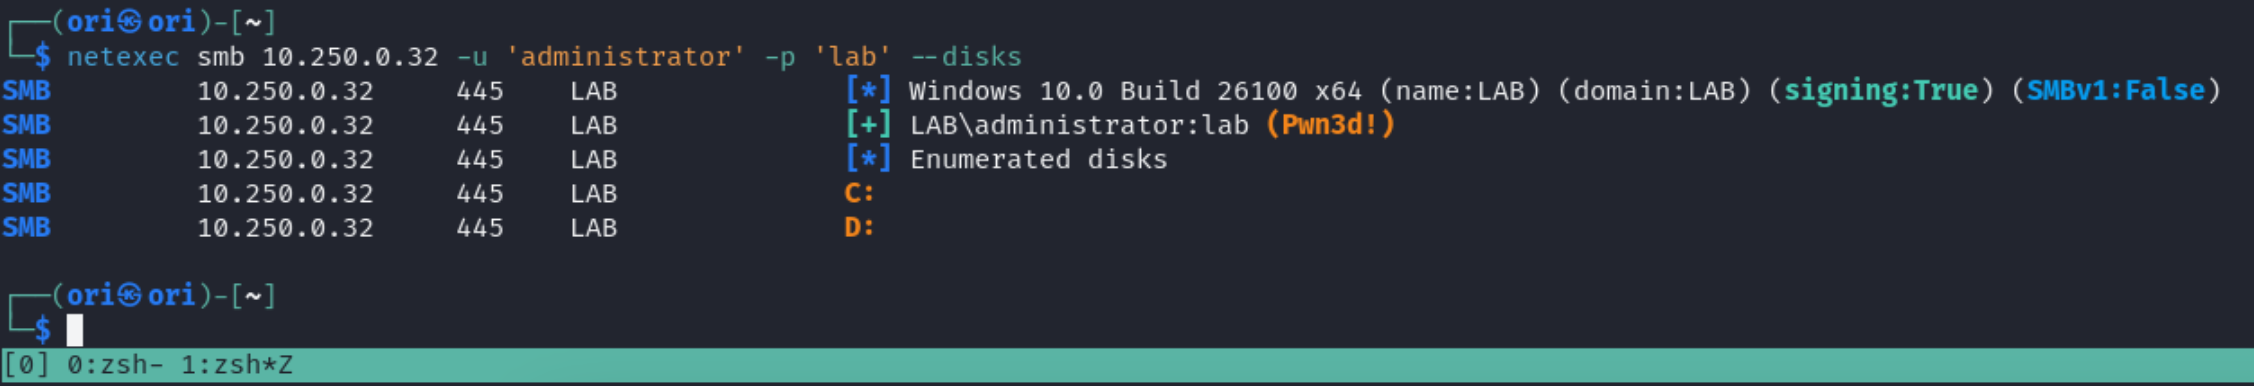 ┌──(ori㉿ori)-[~]
└─$ netexec smb 10.250.0.32 -u 'administrator' -p 'lab' --disks
SMB 10.250.0.32 445 LAB [*] Windows 10.0 Build 26100 x64 (name:LAB) (domain:LAB) (signing:True) (SMBv1:False)
SMB 10.250.0.32 445 LAB [+] LAB\administrator:lab (Pwn3d!)
SMB 10.250.0.32 445 LAB [*] Enumerated disks
SMB 10.250.0.32 445 LAB C:
SMB 10.250.0.32 445 LAB D:
┌──(ori㉿ori)-[~]
└─$
[0] 0:zsh- 1:zsh*Z